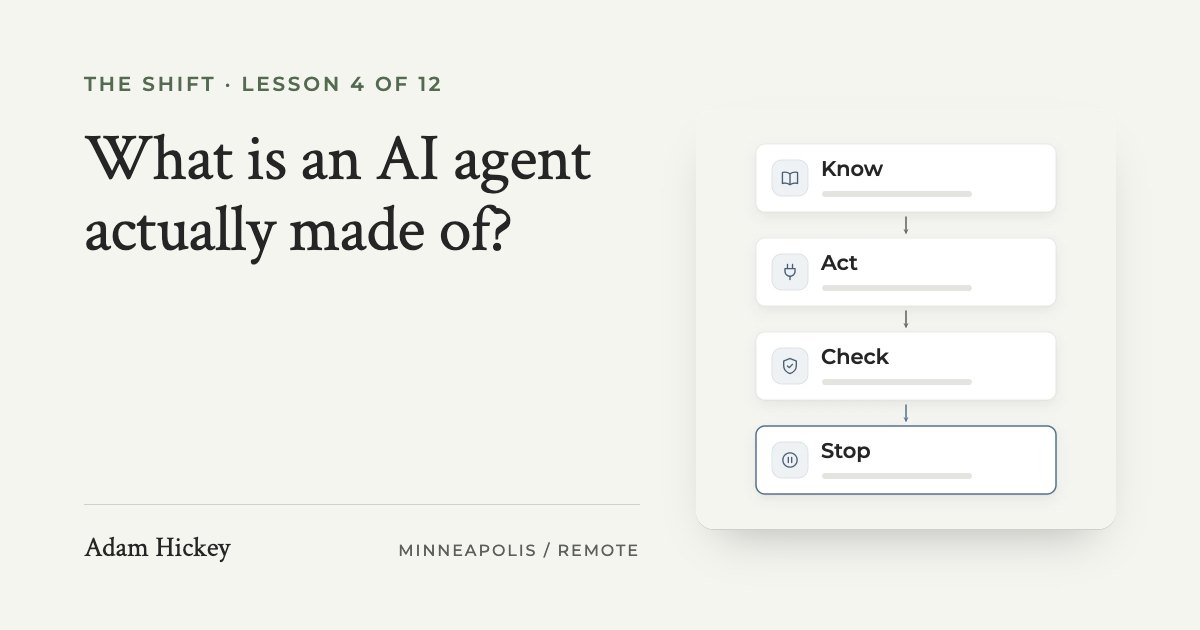 THE SHIFT · LESSON 4 OF 12
What is an AI agent
actually made of?
Adam Hickey
MINNEAPOLIS / REMOTE
Know
Act
Check
Stop